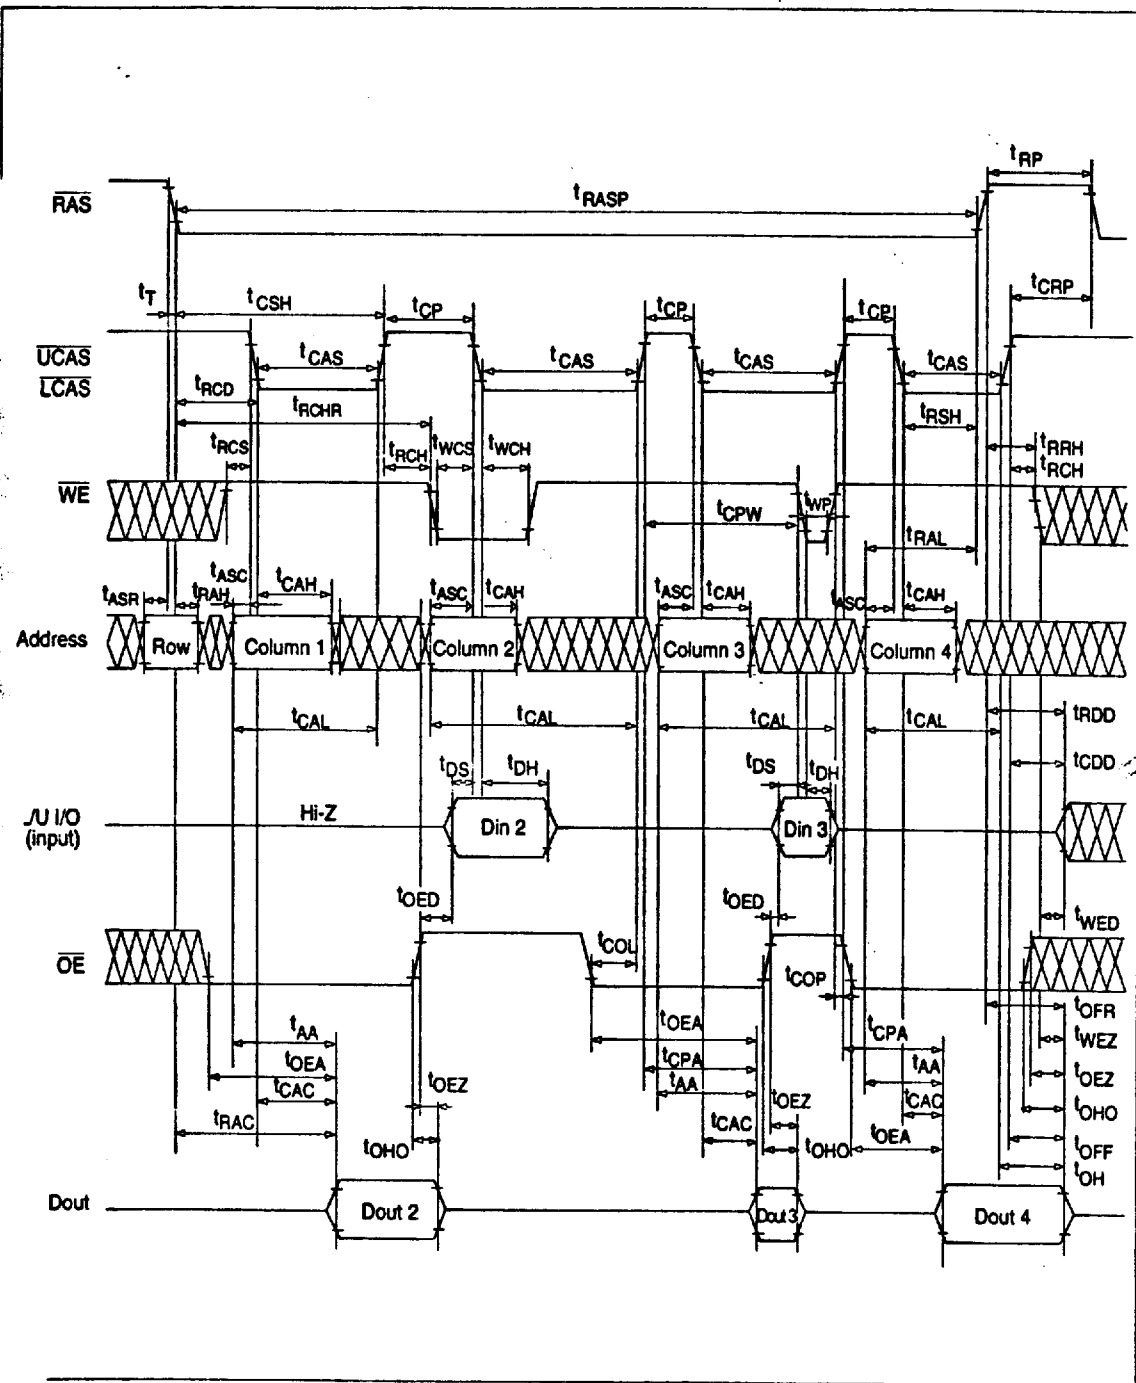 tRP
RAS
tRASP
tT
tCSH
tCP
tCP
tCP
tCRP
UCAS
LCAS
tCAS
tCAS
tCAS
tCAS
tRCD
tRCHR
tRSH
tRCS
tRCH
tWCS
tWCH
tRRH
tRCH
WE
tCPW
tWP
tRAL
tASR
tRAH
tASC
tCAH
tASC
tCAH
tASC
tCAH
tASC
tCAH
Address
Row
Column 1
Column 2
Column 3
Column 4
tCAL
tCAL
tCAL
tCAL
tRDD
tCDD
tDS
tDH
tDS
tDH
/U I/O
(input)
Hi-Z
Din 2
Din 3
tOED
tOED
tWED
OE
tCOL
tCOP
tOFR
tAA
tOEA
tCPA
tWEZ
tOEA
tCPA
tAA
tOEZ
tCAC
tOEZ
tAA
tOEZ
tCAC
tOHO
tRAC
tOHO
tCAC
tOHO
tOEA
tOFF
tOH
Dout
Dout 2
Dout 3
Dout 4